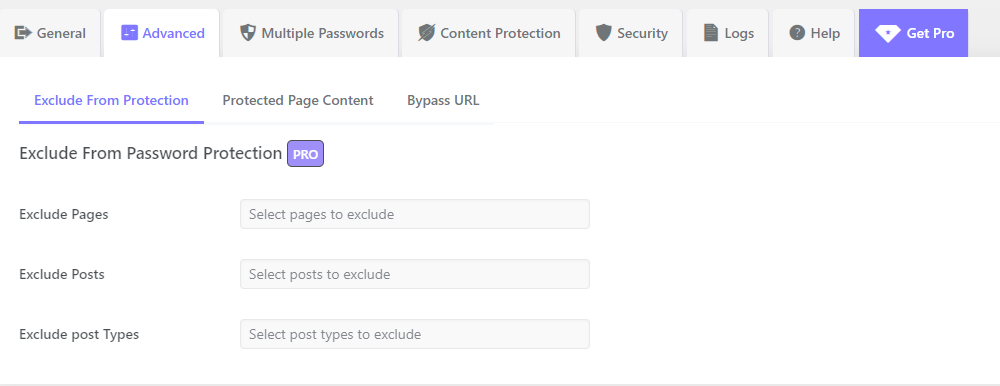 General Advanced Multiple Passwords Content Protection Security Logs Help Get Pro
Exclude From Protection Protected Page Content Bypass URL
Exclude From Password Protection PRO
Exclude Pages Select pages to exclude
Exclude Posts Select posts to exclude
Exclude post Types Select post types to exclude